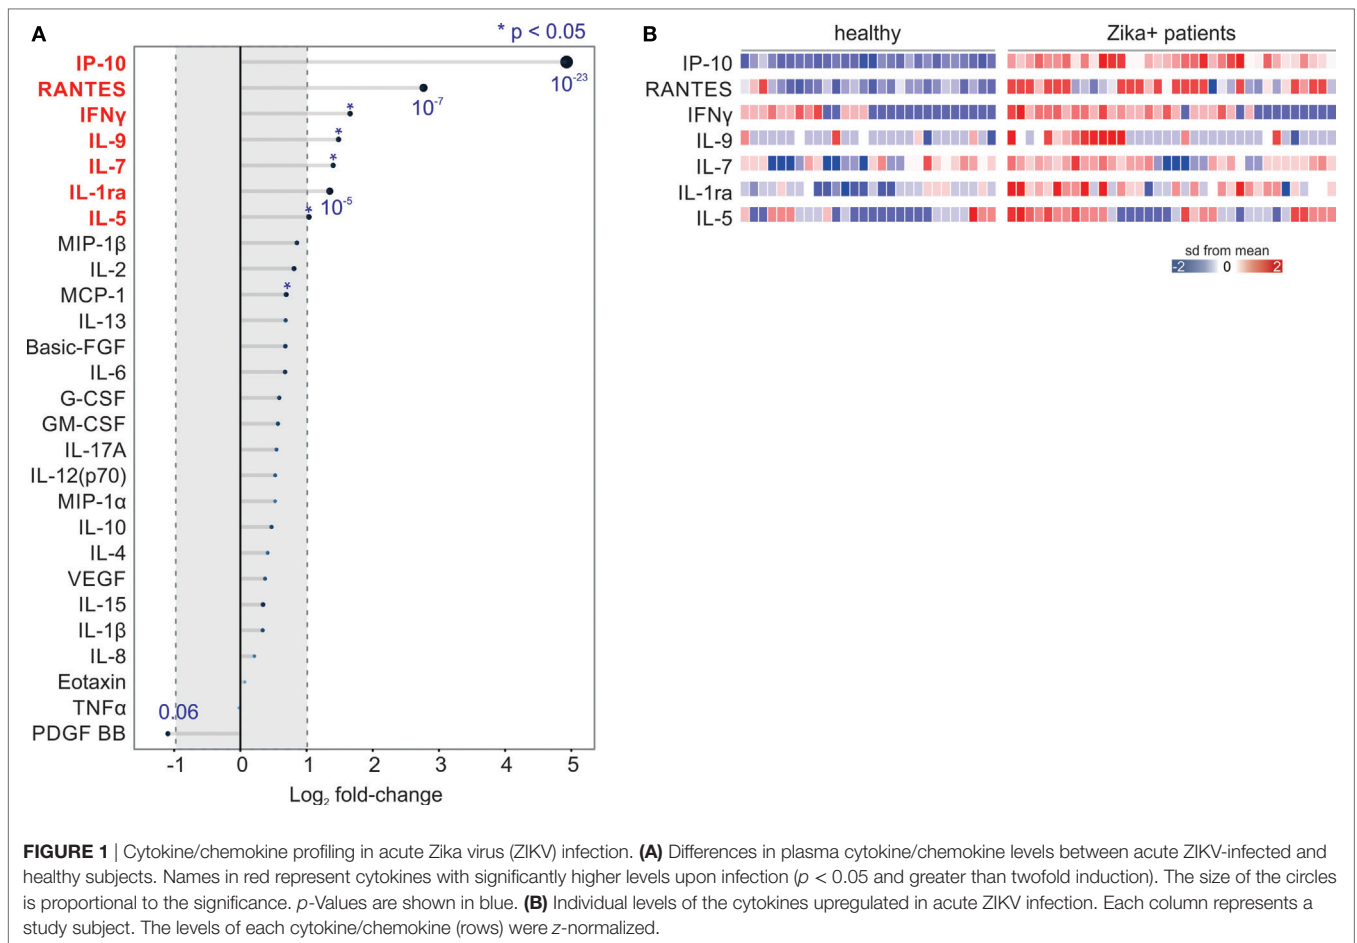 A
* p < 0.05
IP-10
10-23
RANTES
10-7
IFNγ
*
IL-9
*
IL-7
*
IL-1ra
10-5
IL-5
*
MIP-1β
IL-2
MCP-1
*
IL-13
Basic-FGF
IL-6
G-CSF
GM-CSF
IL-17A
IL-12(p70)
MIP-1α
IL-10
IL-4
VEGF
IL-15
IL-1β
IL-8
Eotaxin
TNFα
0.06
PDGF BB
-1 0 1 2 3 4 5
Log2 fold-change
B
healthy Zika+ patients
IP-10
RANTES
IFNγ
IL-9
IL-7
IL-1ra
IL-5
sd from mean
-2 0 2
FIGURE 1 | Cytokine/chemokine profiling in acute Zika virus (ZIKV) infection. (A) Differences in plasma cytokine/chemokine levels between acute ZIKV-infected and
healthy subjects. Names in red represent cytokines with significantly higher levels upon infection (p < 0.05 and greater than twofold induction). The size of the circles
is proportional to the significance. p-Values are shown in blue. (B) Individual levels of the cytokines upregulated in acute ZIKV infection. Each column represents a
study subject. The levels of each cytokine/chemokine (rows) were z-normalized.